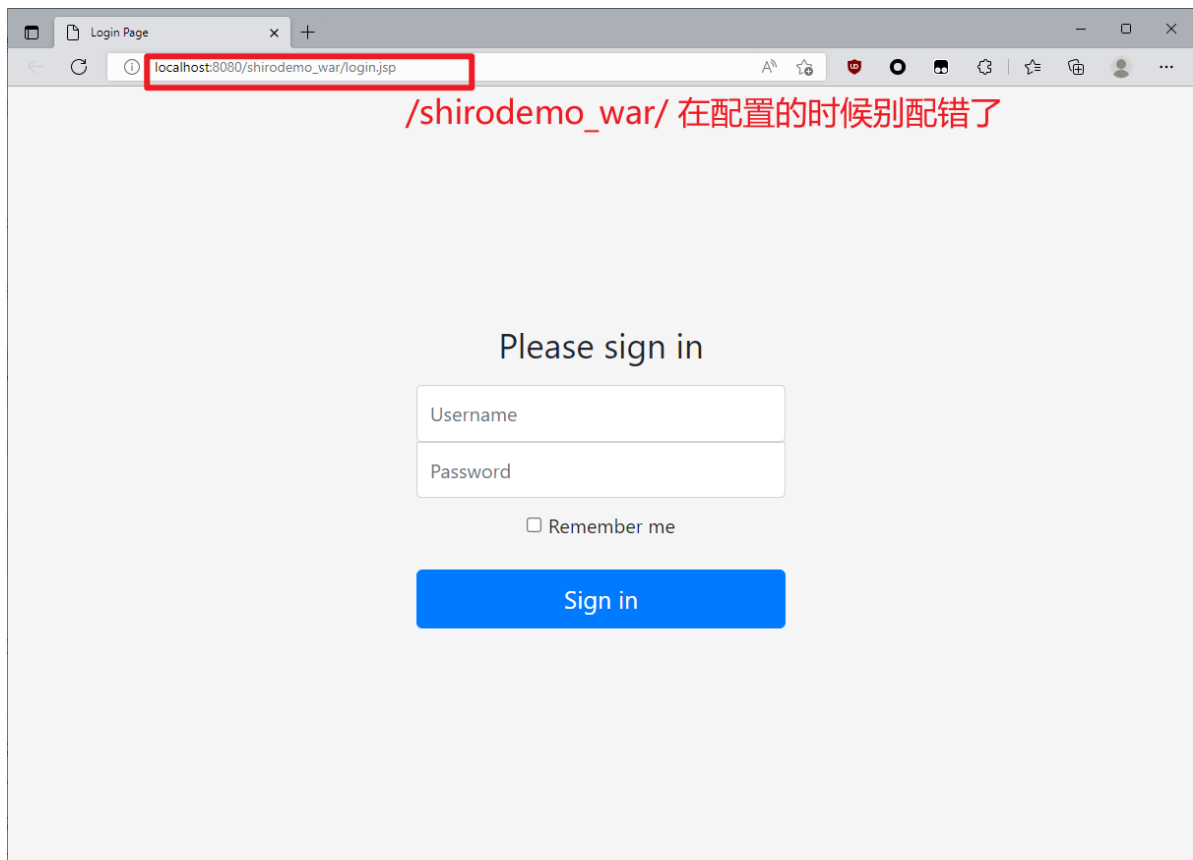 Login Page
localhost:8080/shirodemo_war/login.jsp
/shirodemo_war/ 在配置的时候别配错了
Please sign in
Username
Password
Remember me
Sign in